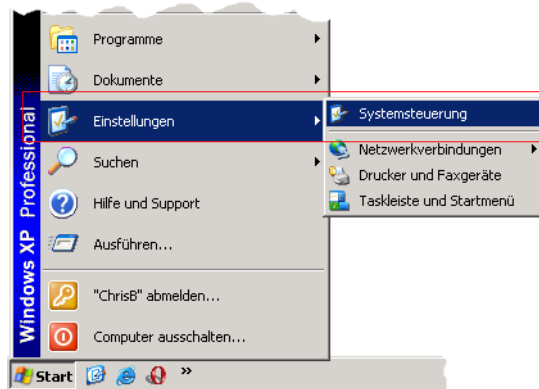 Programme
Dokumente
Einstellungen
Suchen
Hilfe und Support
Ausführen...
"ChrisB" abmelden...
Computer ausschalten...
Systemsteuerung
Netzwerkverbindungen
Drucker und Faxgeräte
Taskleiste und Startmenü
Windows XP Professional
Start
»